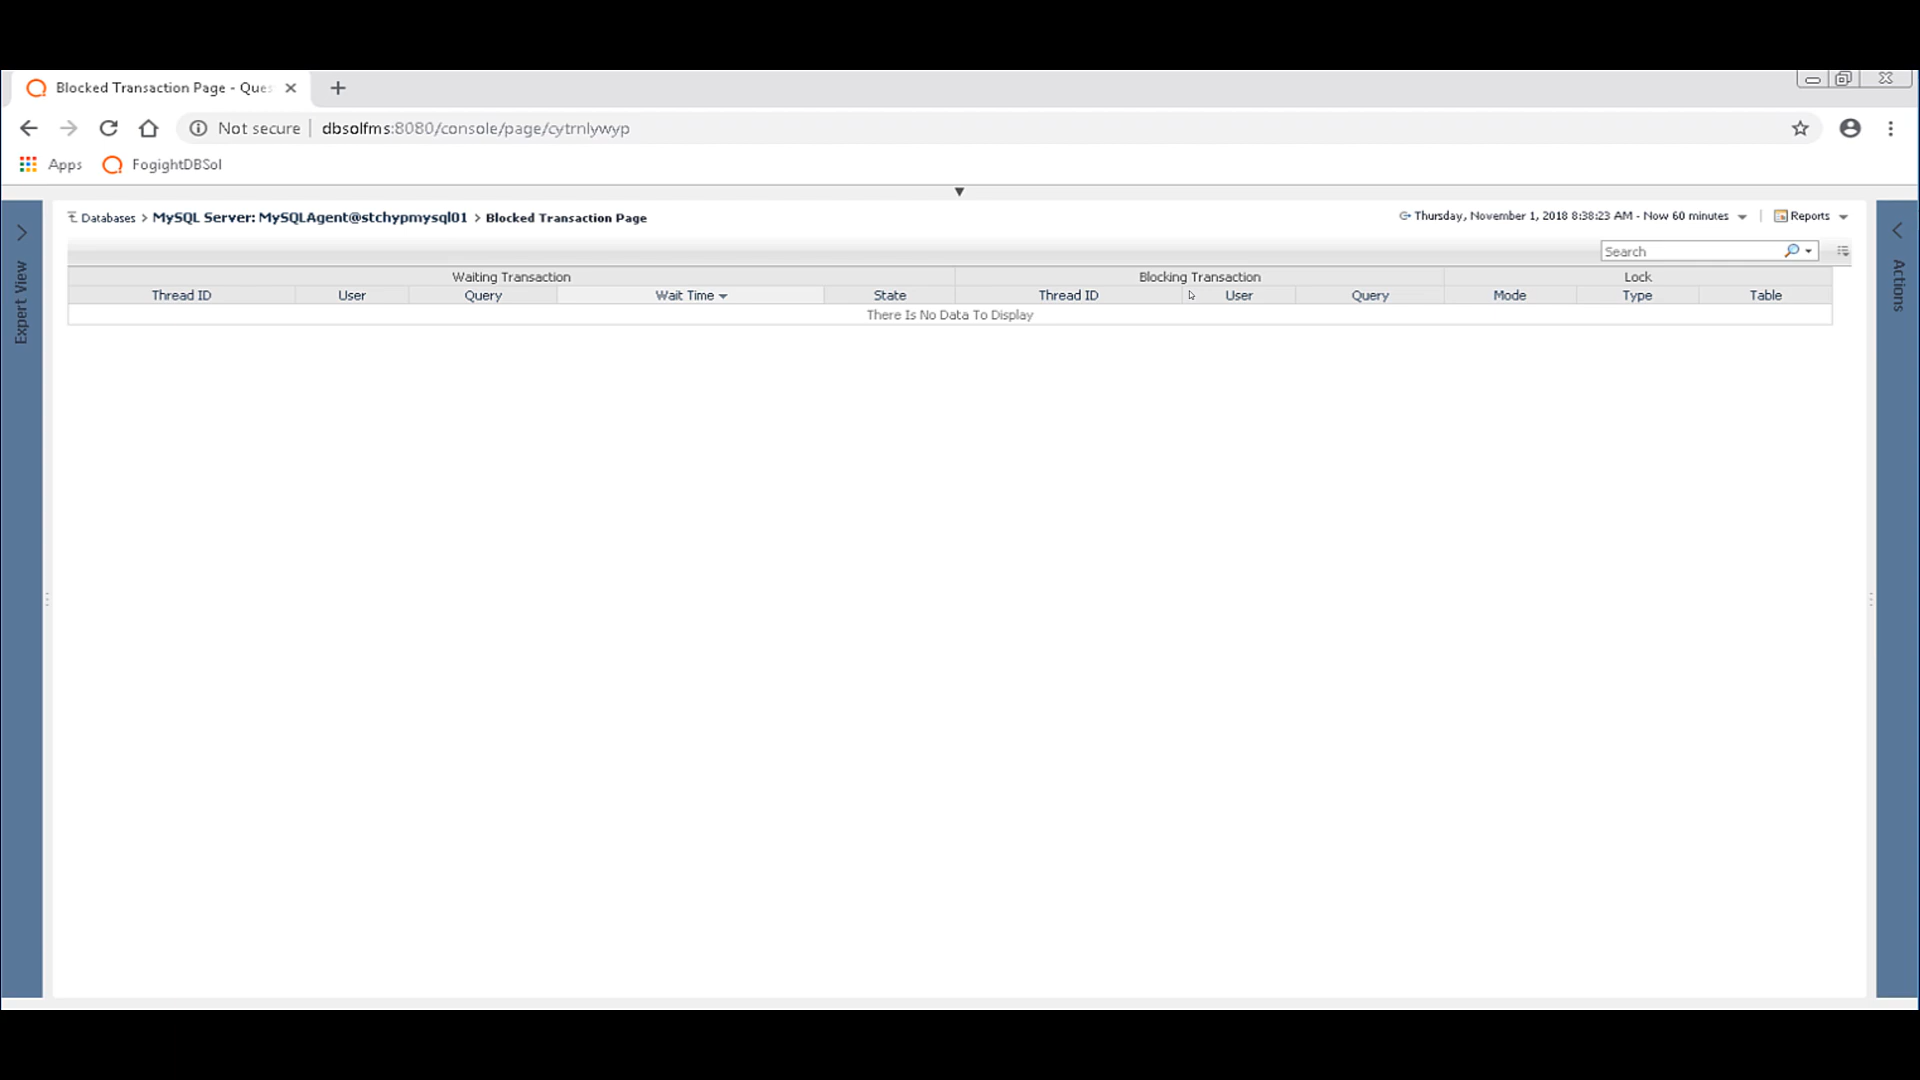 Blocked Transaction Page - Ques
Not secure | dbsolfms:8080/console/page/cytrnlywyp
Apps FogightDBSol
Databases > MySQL Server: MySQLAgent@stchypmysql01 > Blocked Transaction Page
Thursday, November 1, 2018 8:38:23 AM - Now 60 minutes | Reports
Search
Waiting Transaction Blocking Transaction Lock
Thread ID User Query Wait Time State Thread ID User Query Mode Type Table
There Is No Data To Display
Expert View
Actions